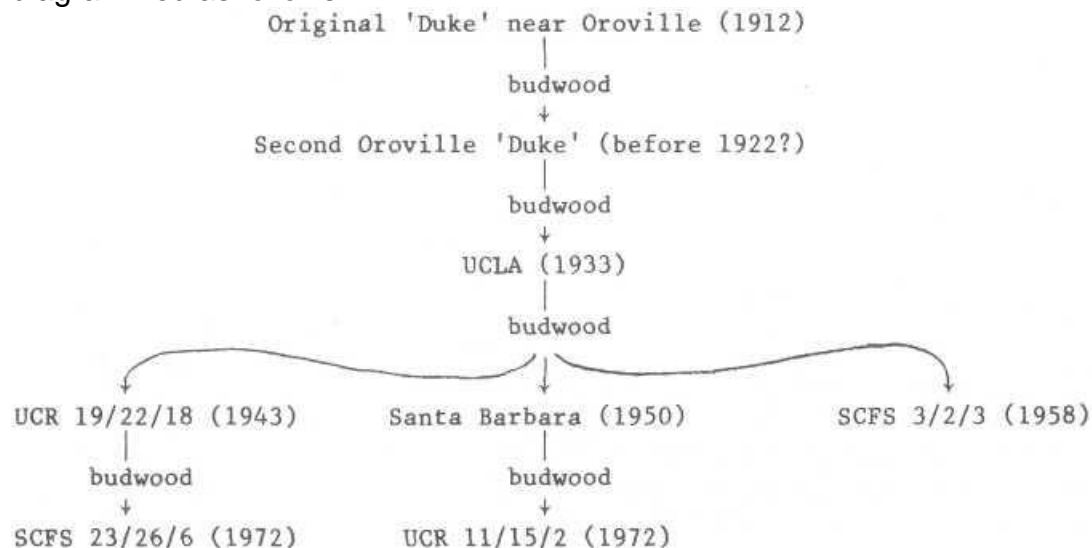 Original 'Duke' near Oroville (1912)
budwood
Second Oroville 'Duke' (before 1922?)
budwood
UCLA (1933)
budwood
UCR 19/22/18 (1943) Santa Barbara (1950) SCFS 3/2/3 (1958)
budwood budwood
SCFS 23/26/6 (1972) UCR 11/15/2 (1972)